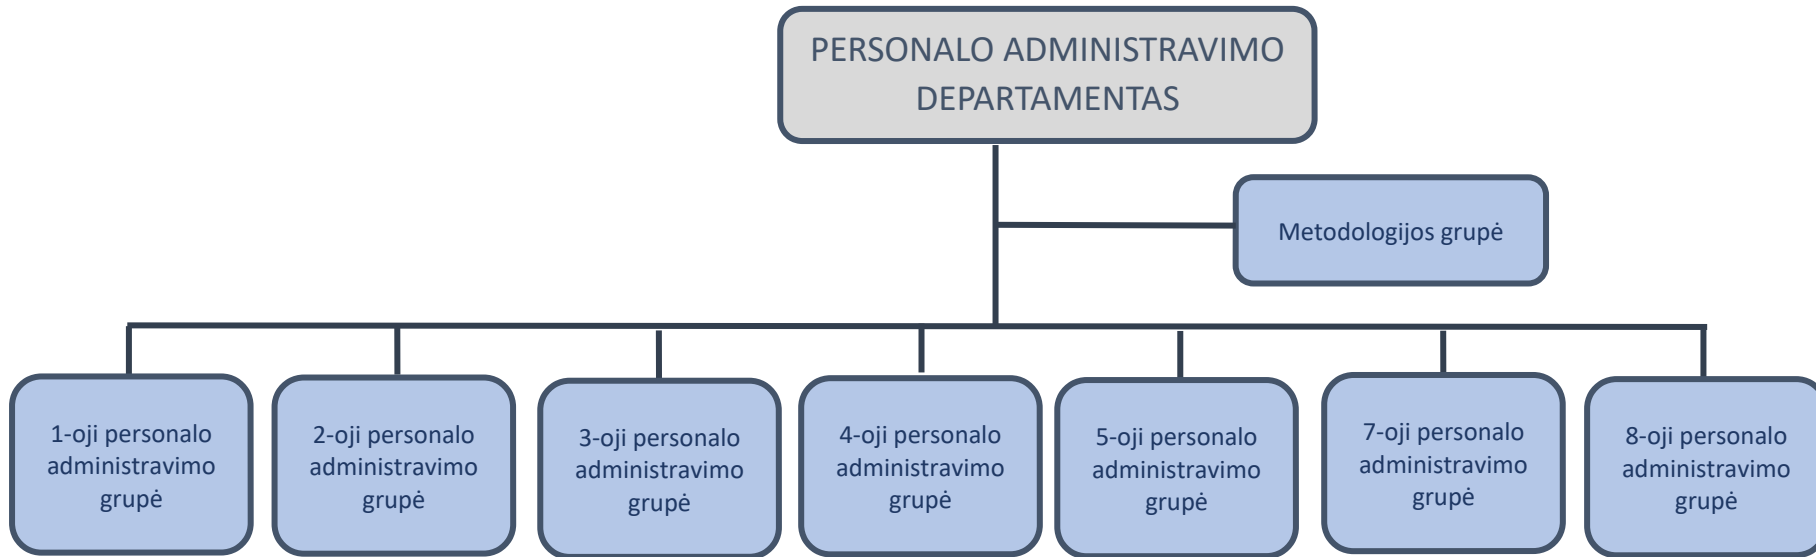 PERSONALO ADMINISTRAVIMO
DEPARTAMENTAS
Metodologijos grupė
1-oji personalo
administravimo
grupė
2-oji personalo
administravimo
grupė
3-oji personalo
administravimo
grupė
4-oji personalo
administravimo
grupė
5-oji personalo
administravimo
grupė
7-oji personalo
administravimo
grupė
8-oji personalo
administravimo
grupė